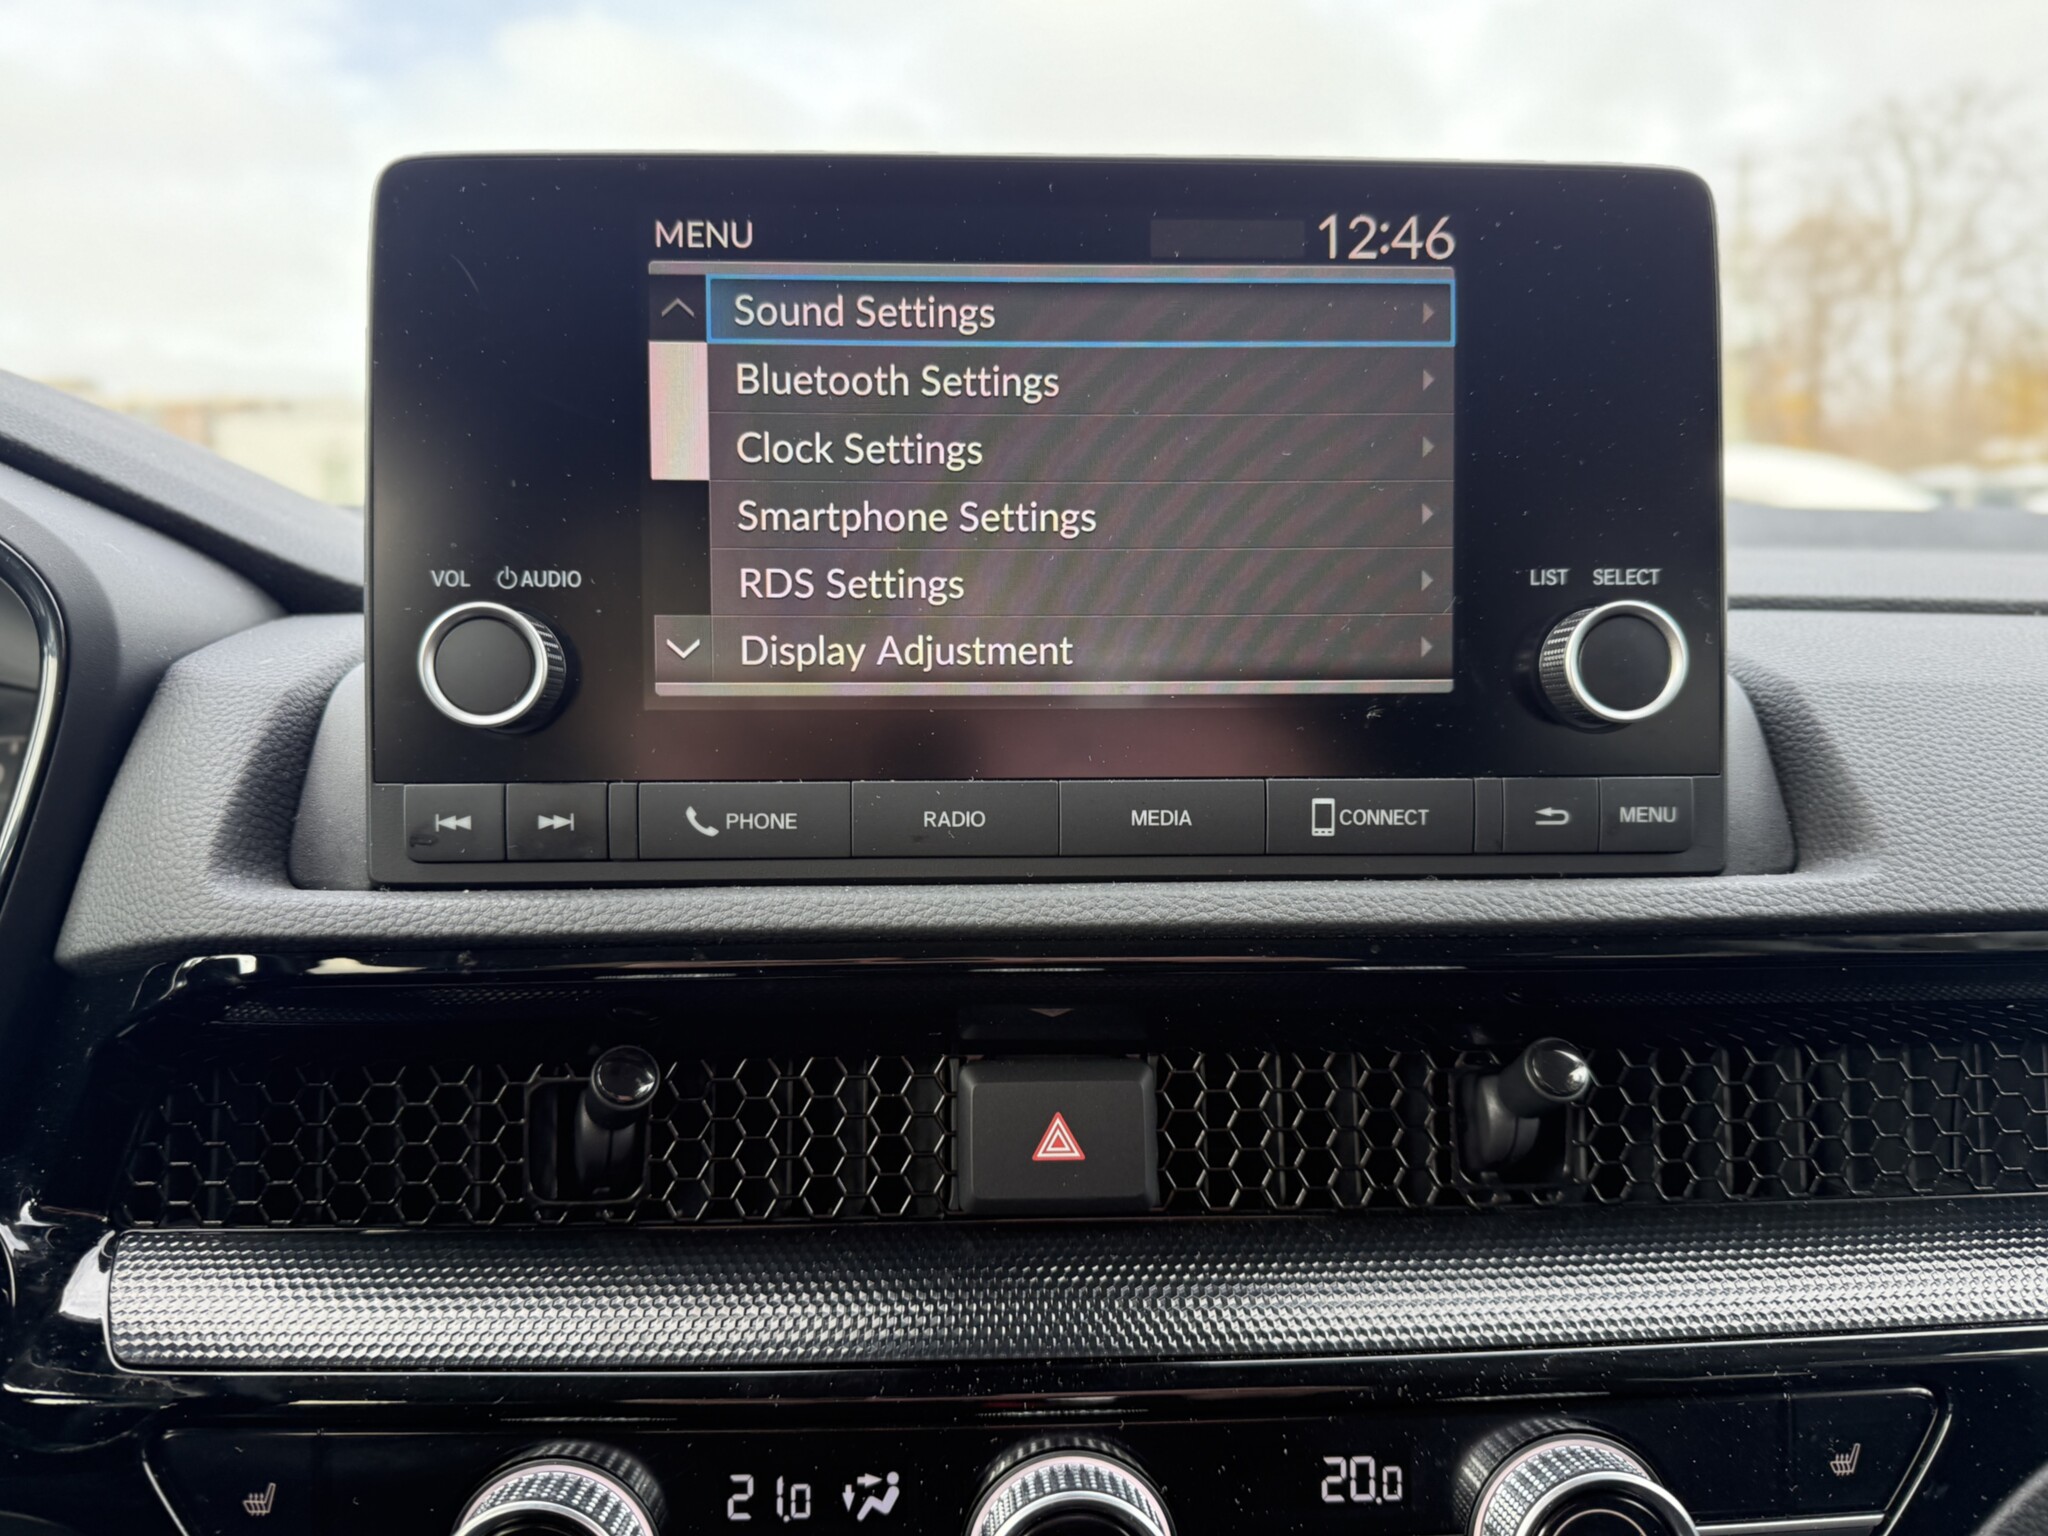 MENU 12:46
Sound Settings
Bluetooth Settings
Clock Settings
Smartphone Settings
RDS Settings
Display Adjustment
VOL AUDIO
LIST SELECT
PHONE RADIO MEDIA CONNECT MENU
21.0 20.0